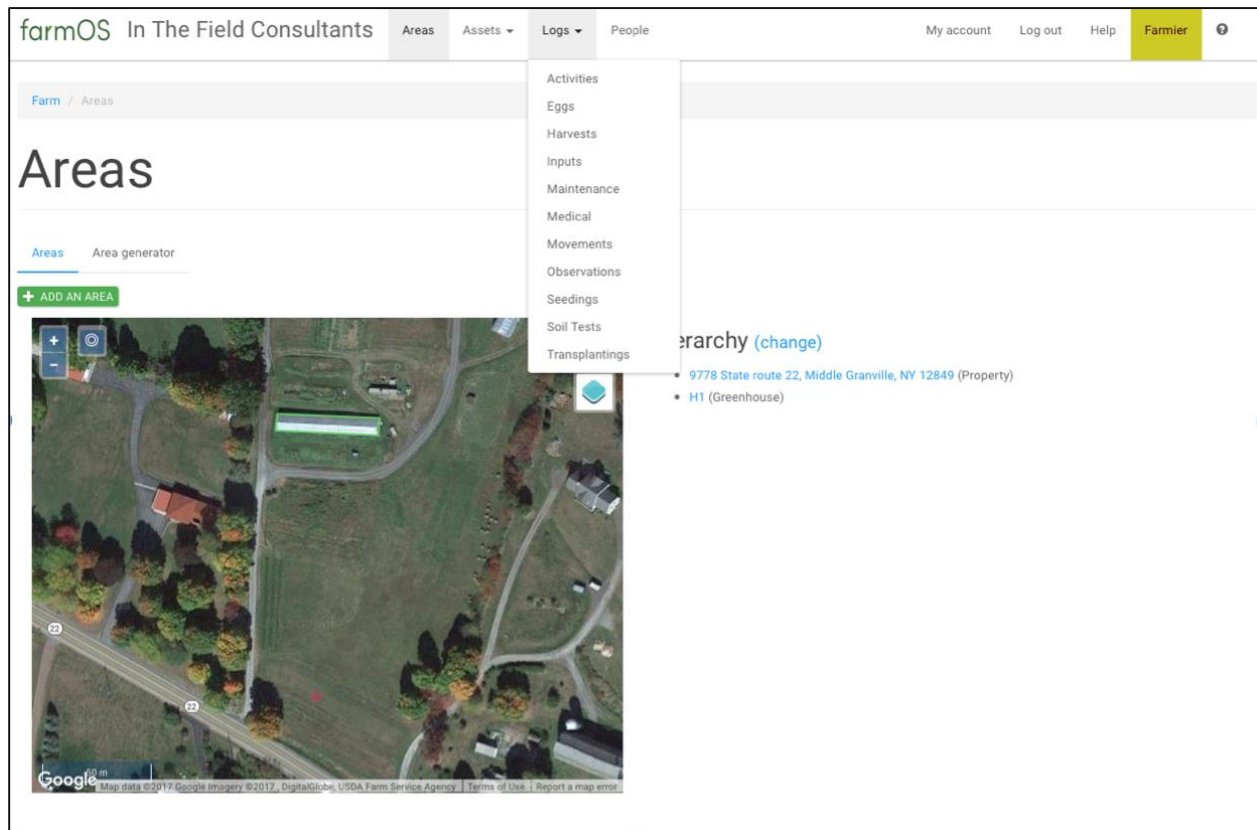 farmOS In The Field Consultants Areas Assets Logs People My account Log out Help Farmier ?
Activities
Eggs
Harvests
Inputs
Maintenance
Medical
Movements
Observations
Seedings
Soil Tests
Transplantings
Farm / Areas
Areas
Areas Area generator
+ ADD AN AREA
+
-
erarchy (change)
• 9778 State route 22, Middle Granville, NY 12849 (Property)
• H1 (Greenhouse)
22
22
Google
Map data ©2017 Google Imagery ©2017 , DigitalGlobe, USDA Farm Service Agency Terms of Use Report a map error